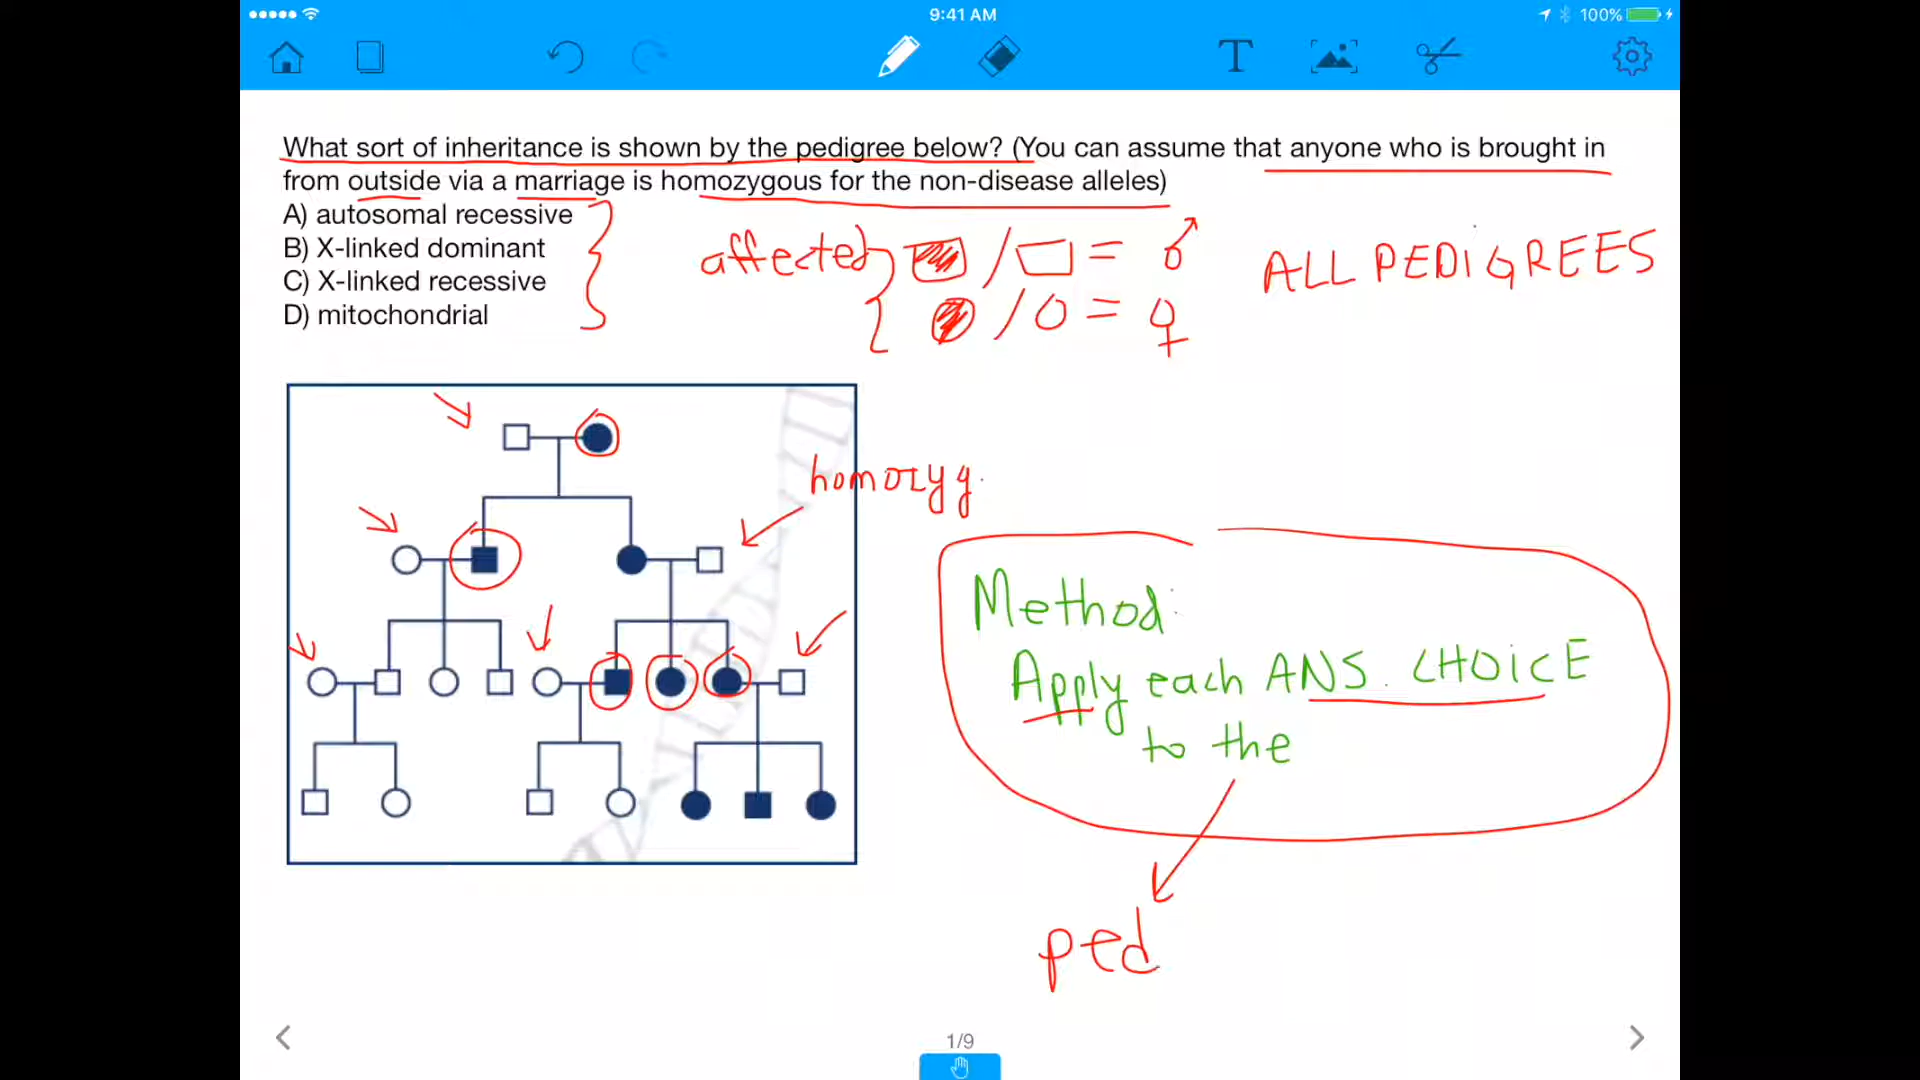 9:41 AM
100%
T
What sort of inheritance is shown by the pedigree below? (You can assume that anyone who is brought in
from outside via a marriage is homozygous for the non-disease alleles)
A) autosomal recessive
B) X-linked dominant
C) X-linked recessive
D) mitochondrial
affected
/ = ♂
/ = ♀
ALL PEDIGREES
homozyg.
Method:
Apply each ANS. CHOICE
to the
ped
1/9